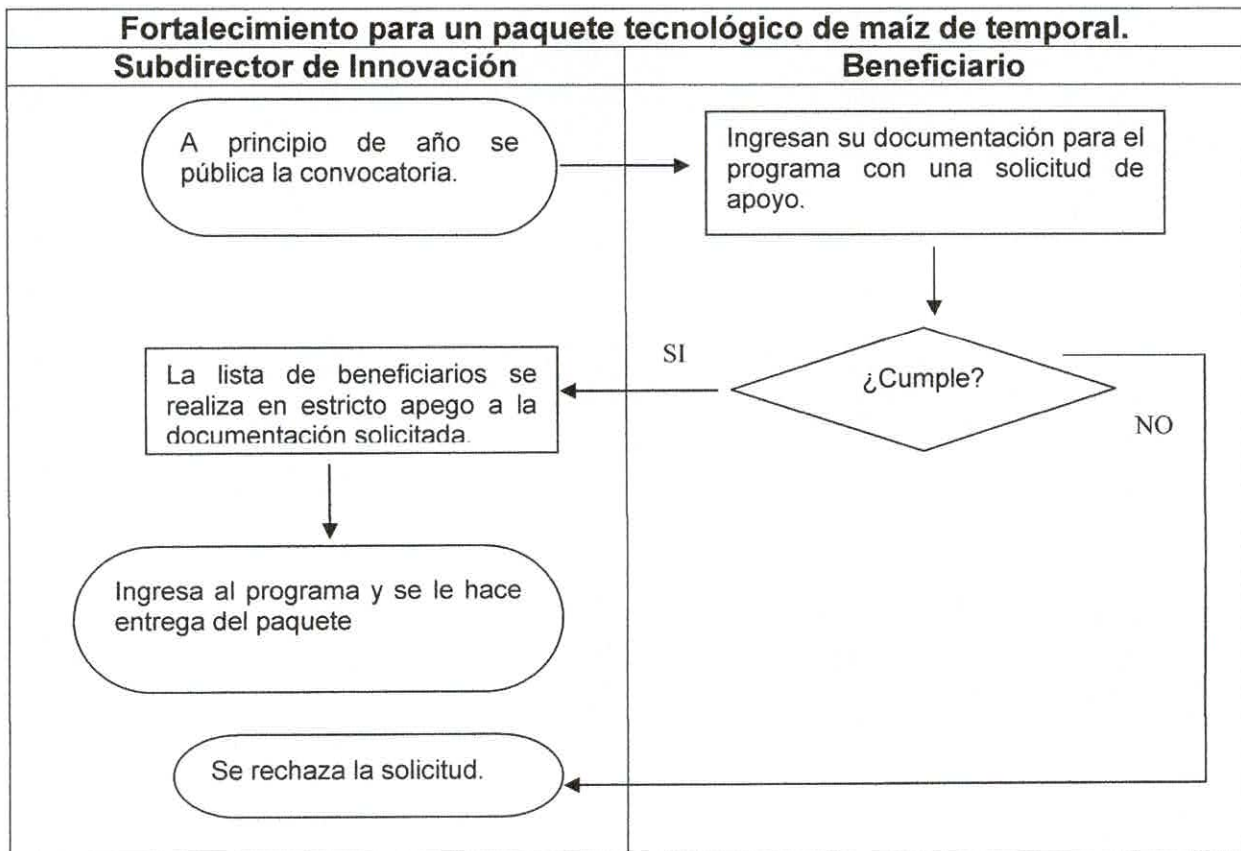 Fortalecimiento para un paquete tecnológico de maíz de temporal.
Subdirector de Innovación
Beneficiario
A principio de año se
pública la convocatoria.
Ingresan su documentación para el
programa con una solicitud de
apoyo.
¿Cumple?
SI
NO
La lista de beneficiarios se
realiza en estricto apego a la
documentación solicitada.
Ingresa al programa y se le hace
entrega del paquete
Se rechaza la solicitud.